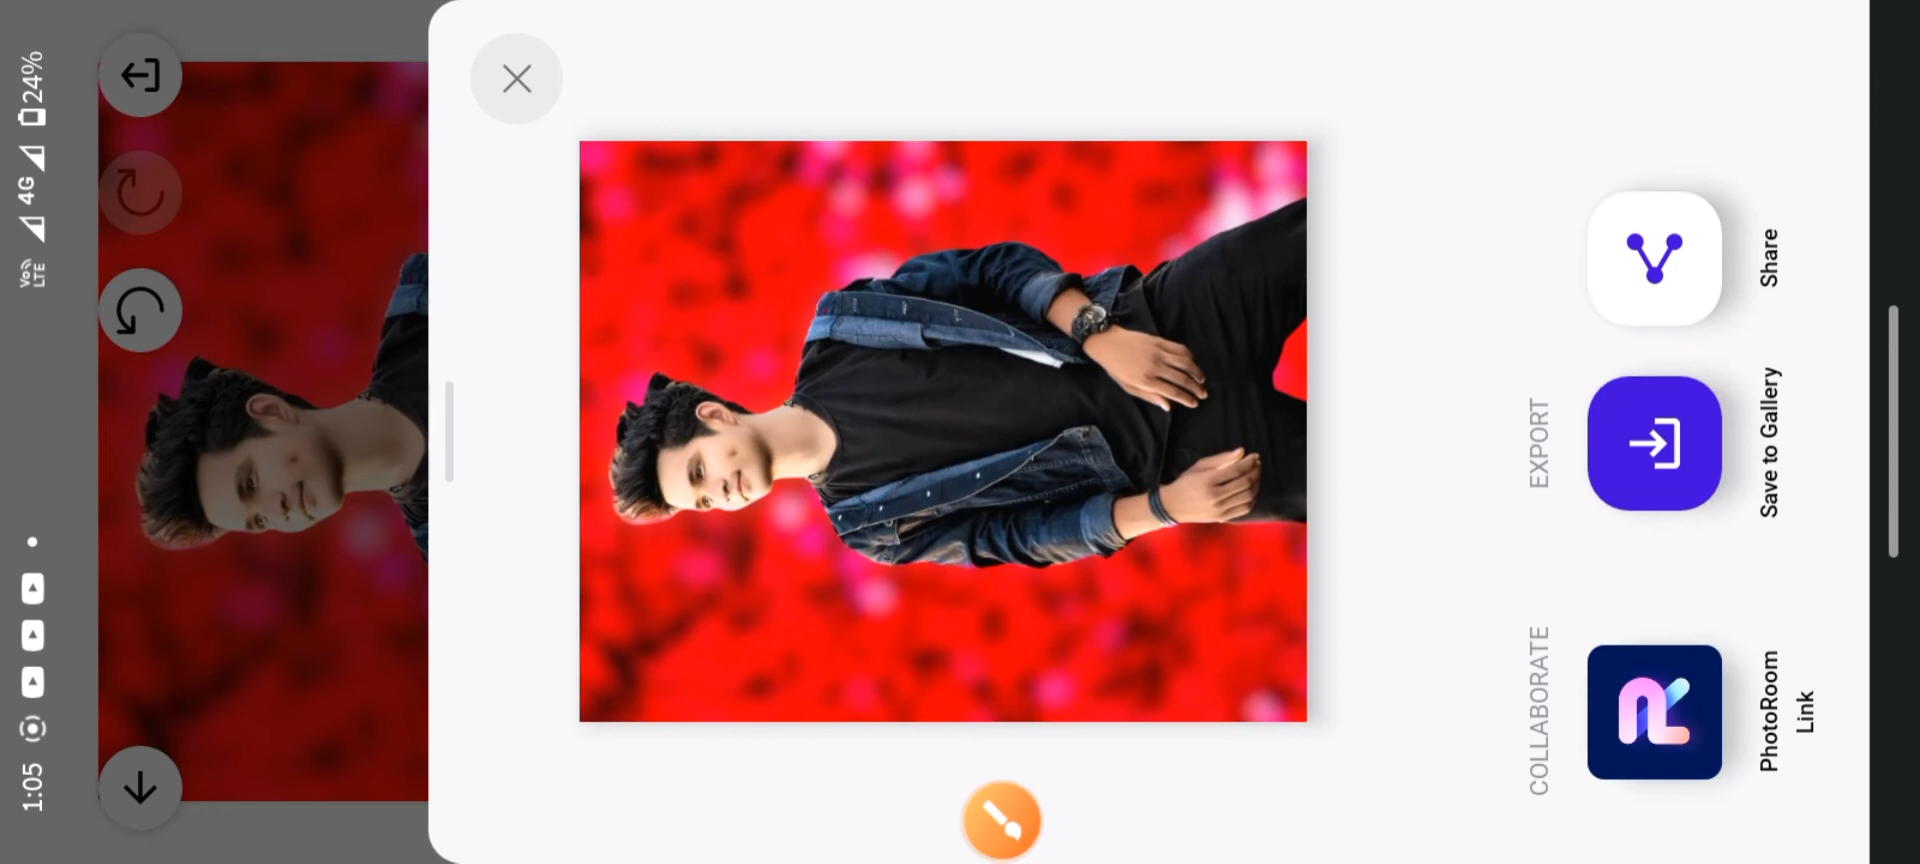 1:05
Vo
LTE
4G
24%
COLLABORATE
EXPORT
PhotoRoom
Link
Save to Gallery
Share